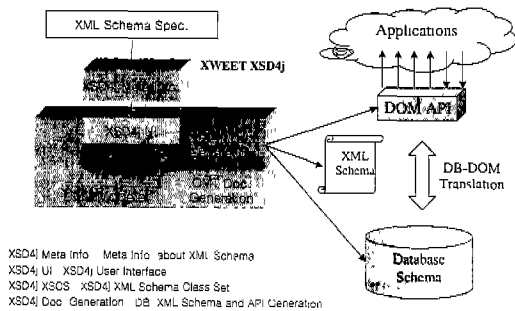 XML Schema Spec.
XWEET XSD4j
Applications
DOM API
XSD4j UI
XML
Schema
DB-DOM
Translation
Doc.
Generation
Database
Schema
XSD4j Meta Info Meta Info about XML Schema
XSD4j UI XSD4j User Interface
XSD4j XSCS XSD4j XML Schema Class Set
XSD4j Doc Generation DB XML Schema and API Generation